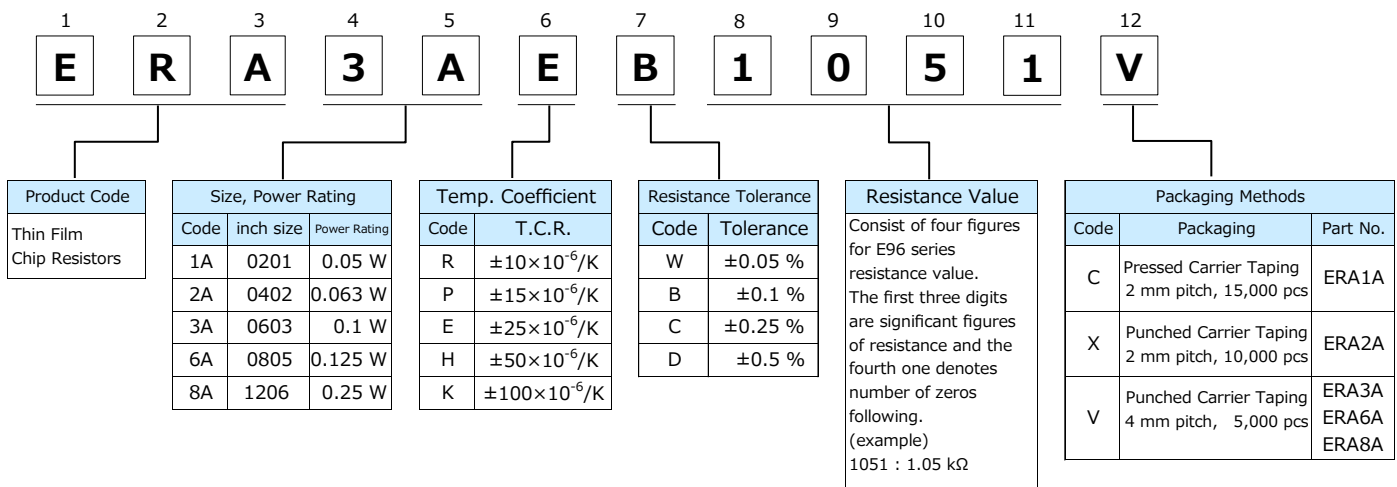 1 2 3 4 5 6 7 8 9 10 11 12
E R A 3 A E B 1 0 5 1 V
Product Code
Thin Film
Chip Resistors
Size, Power Rating
Code inch size Power Rating
1A 0201 0.05 W
2A 0402 0.063 W
3A 0603 0.1 W
6A 0805 0.125 W
8A 1206 0.25 W
Temp. Coefficient
Code T.C.R.
R ±10×10⁻⁶/K
P ±15×10⁻⁶/K
E ±25×10⁻⁶/K
H ±50×10⁻⁶/K
K ±100×10⁻⁶/K
Resistance Tolerance
Code Tolerance
W ±0.05 %
B ±0.1 %
C ±0.25 %
D ±0.5 %
Resistance Value
Consist of four figures
for E96 series
resistance value.
The first three digits
are significant figures
of resistance and the
fourth one denotes
number of zeros
following.
(example)
1051 : 1.05 kΩ
Packaging Methods
Code Packaging Part No.
C Pressed Carrier Taping
2 mm pitch, 15,000 pcs ERA1A
X Punched Carrier Taping
2 mm pitch, 10,000 pcs ERA2A
V Punched Carrier Taping
4 mm pitch, 5,000 pcs
ERA3A
ERA6A
ERA8A